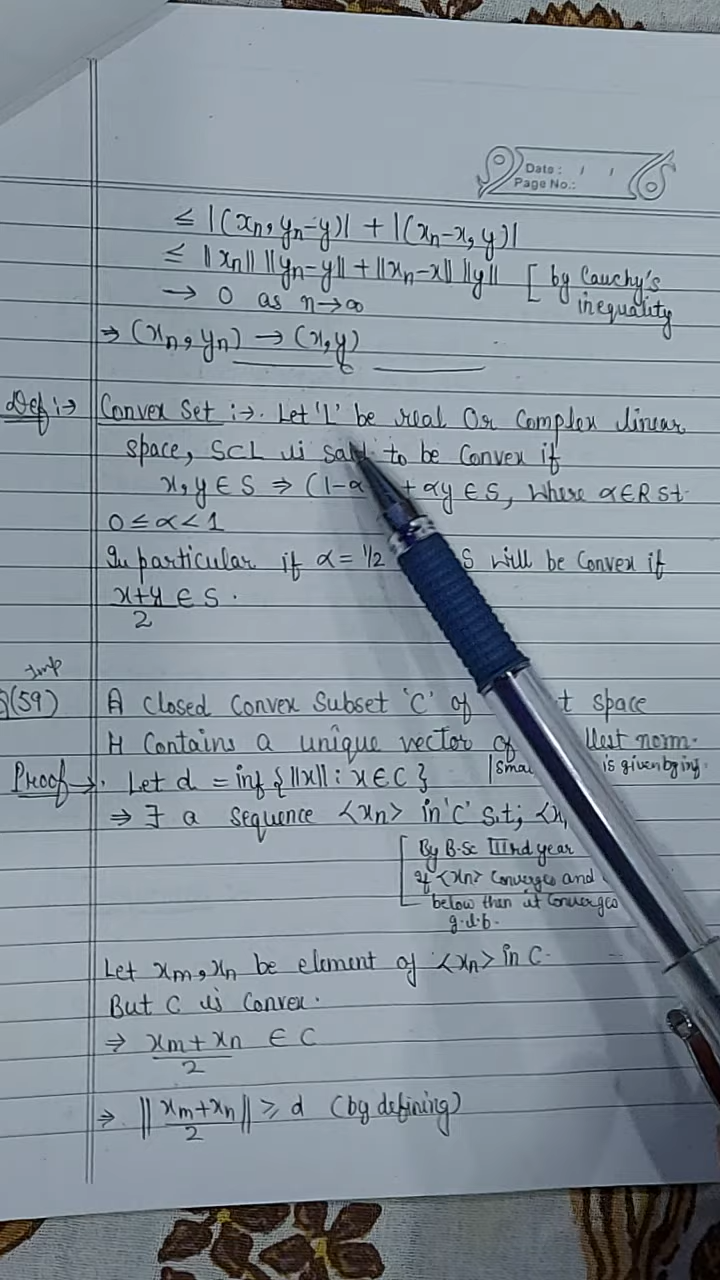 Date: / /
Page No.:
≤ |(xn, yn-y)| + |(xn-x, y)|
≤ ||xn|| ||yn-y|| + ||xn-x|| ||y|| [by Cauchy's
inequality
→ 0 as n→∞
⇒ (xn, yn) → (x, y)
Def :→ Convex Set :→. Let 'L' be real Or Complex linear
space, S⊂L is said to be Convex if
x, y ∈ S ⇒ (1-α + αy ∈ S, Where α∈R s.t.
0 ≤ α < 1
In particular if α = 1/2 S will be Convex if
x+y/2 ∈ S.
Imp
(59) A Closed Convex Subset 'C' of t space
H Contains a unique vector of llest norm.
Proof →. Let d = inf {||x|| : x ∈ C} |sma is given by inf.
⇒ ∃ a sequence <xn> in 'C' s.t; <x
[By B.Sc IIIrd year
if <xn> Converges and
below then it Converges
g.l.b.
Let xm, xn be element of <xn> in C.
But C is Convex.
⇒ xm+xn/2 ∈ C
⇒ ||xm+xn/2|| ≥ d (by defining)